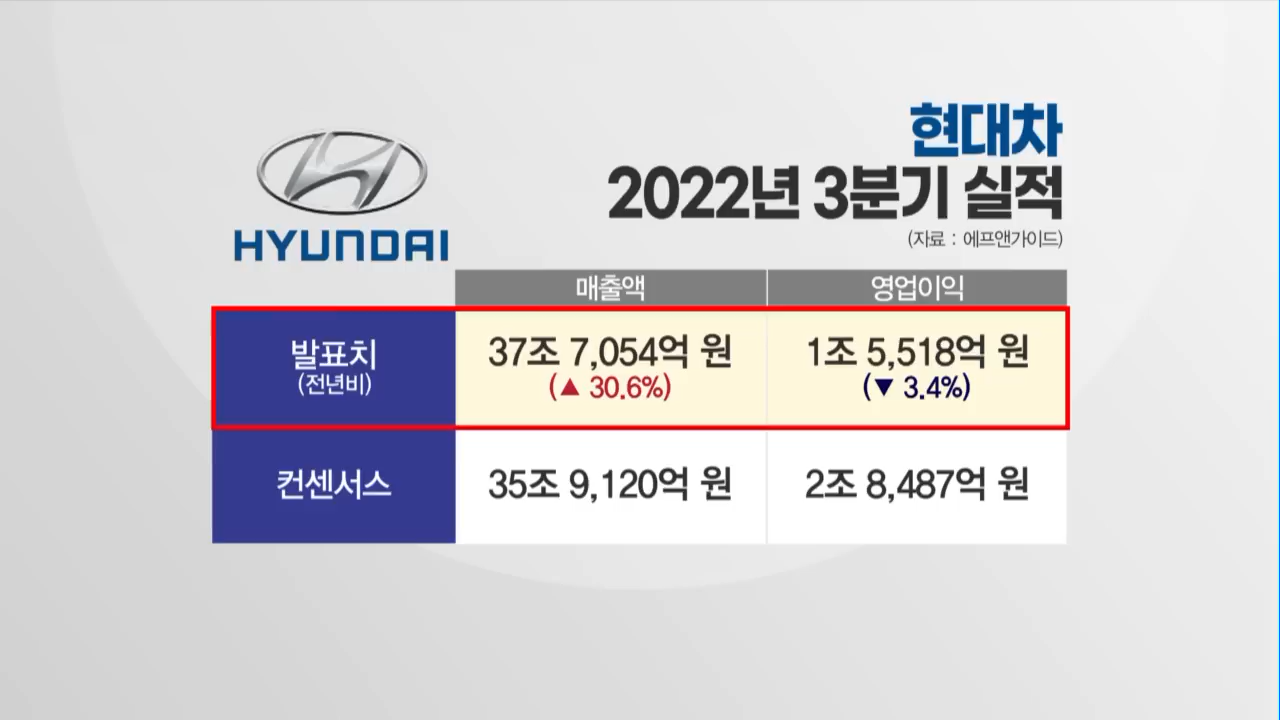 현대차
2022년 3분기 실적
(자료 : 에프앤가이드)
HYUNDAI
매출액 영업이익
발표치 37조 7,054억 원 1조 5,518억 원
(전년비) (▲ 30.6%) (▼ 3.4%)
컨센서스 35조 9,120억 원 2조 8,487억 원